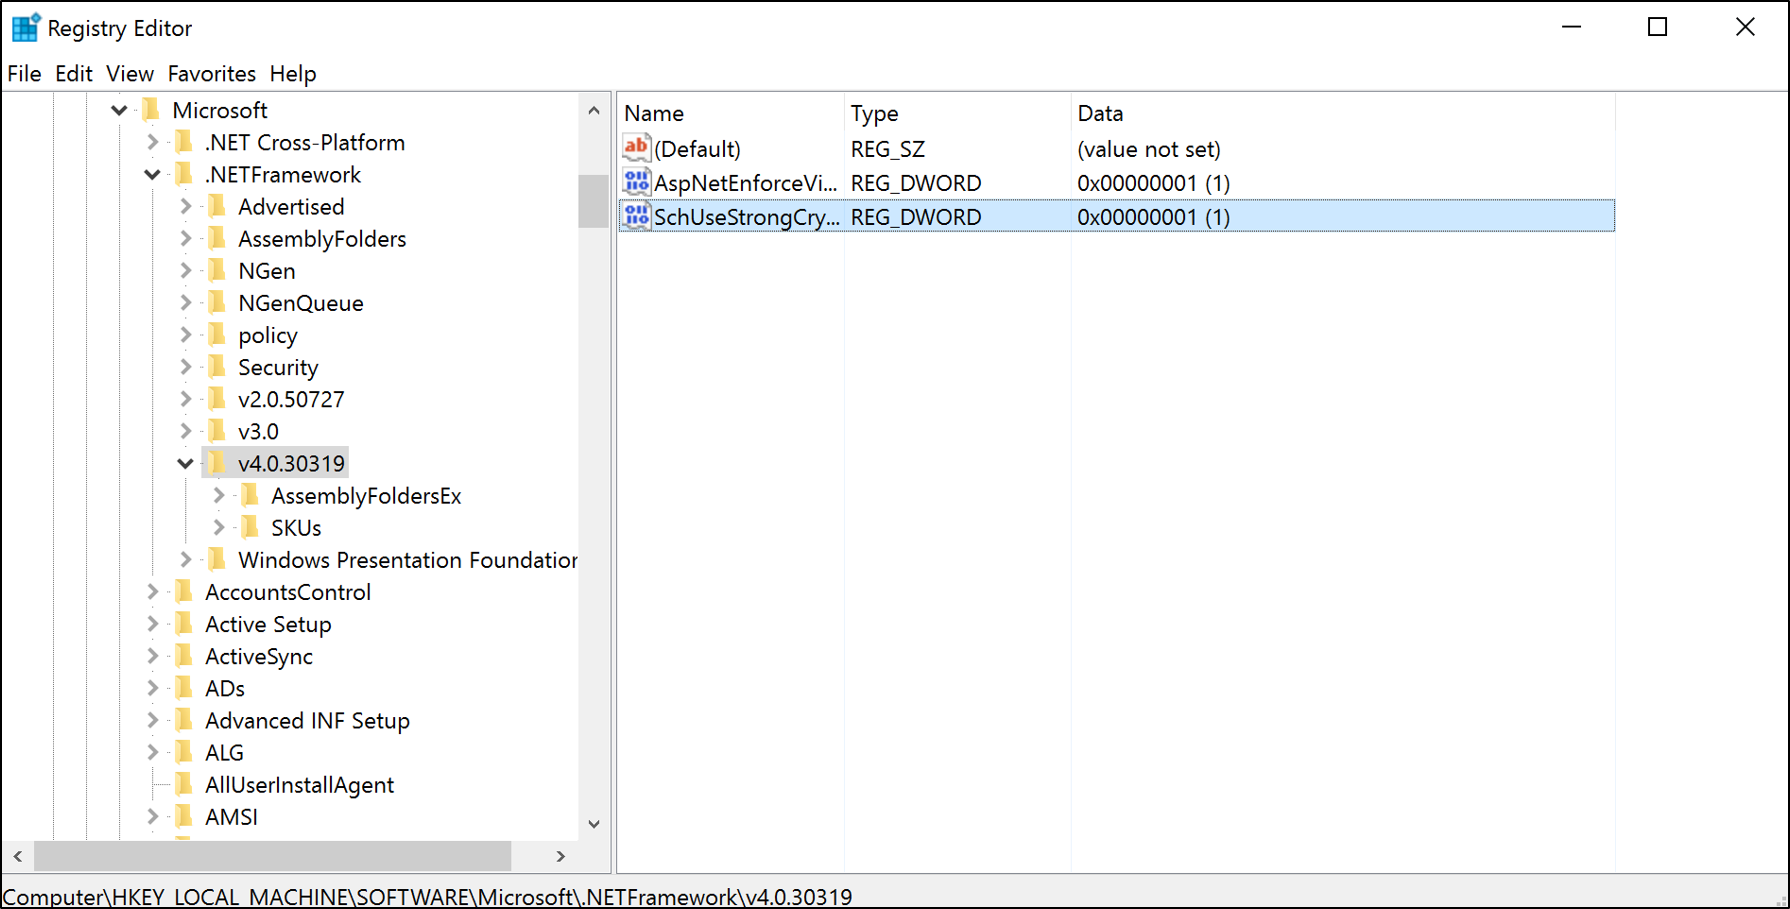 Registry Editor
File Edit View Favorites Help
Microsoft
.NET Cross-Platform
.NETFramework
Advertised
AssemblyFolders
NGen
NGenQueue
policy
Security
v2.0.50727
v3.0
v4.0.30319
AssemblyFoldersEx
SKUs
Windows Presentation Foundation
AccountsControl
Active Setup
ActiveSync
ADs
Advanced INF Setup
ALG
AllUserInstallAgent
AMSI
Name Type Data
(Default) REG_SZ (value not set)
AspNetEnforceVi... REG_DWORD 0x00000001 (1)
SchUseStrongCry... REG_DWORD 0x00000001 (1)
Computer\HKEY_LOCAL_MACHINE\SOFTWARE\Microsoft\.NETFramework\v4.0.30319